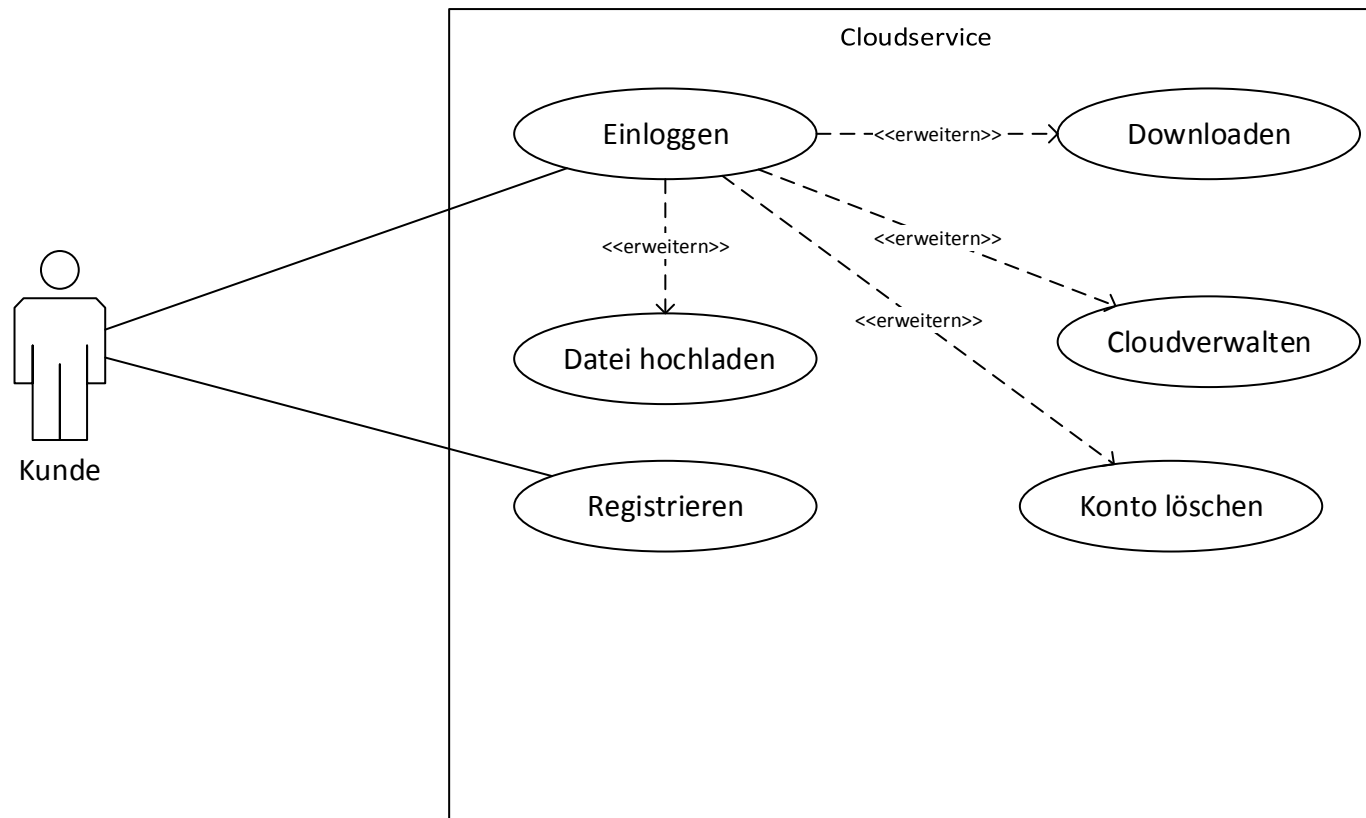 Cloudservice
Einloggen
<<erweitern>>
Downloaden
<<erweitern>>
<<erweitern>>
<<erweitern>>
Datei hochladen
Cloudverwalten
Kunde
Registrieren
Konto löschen